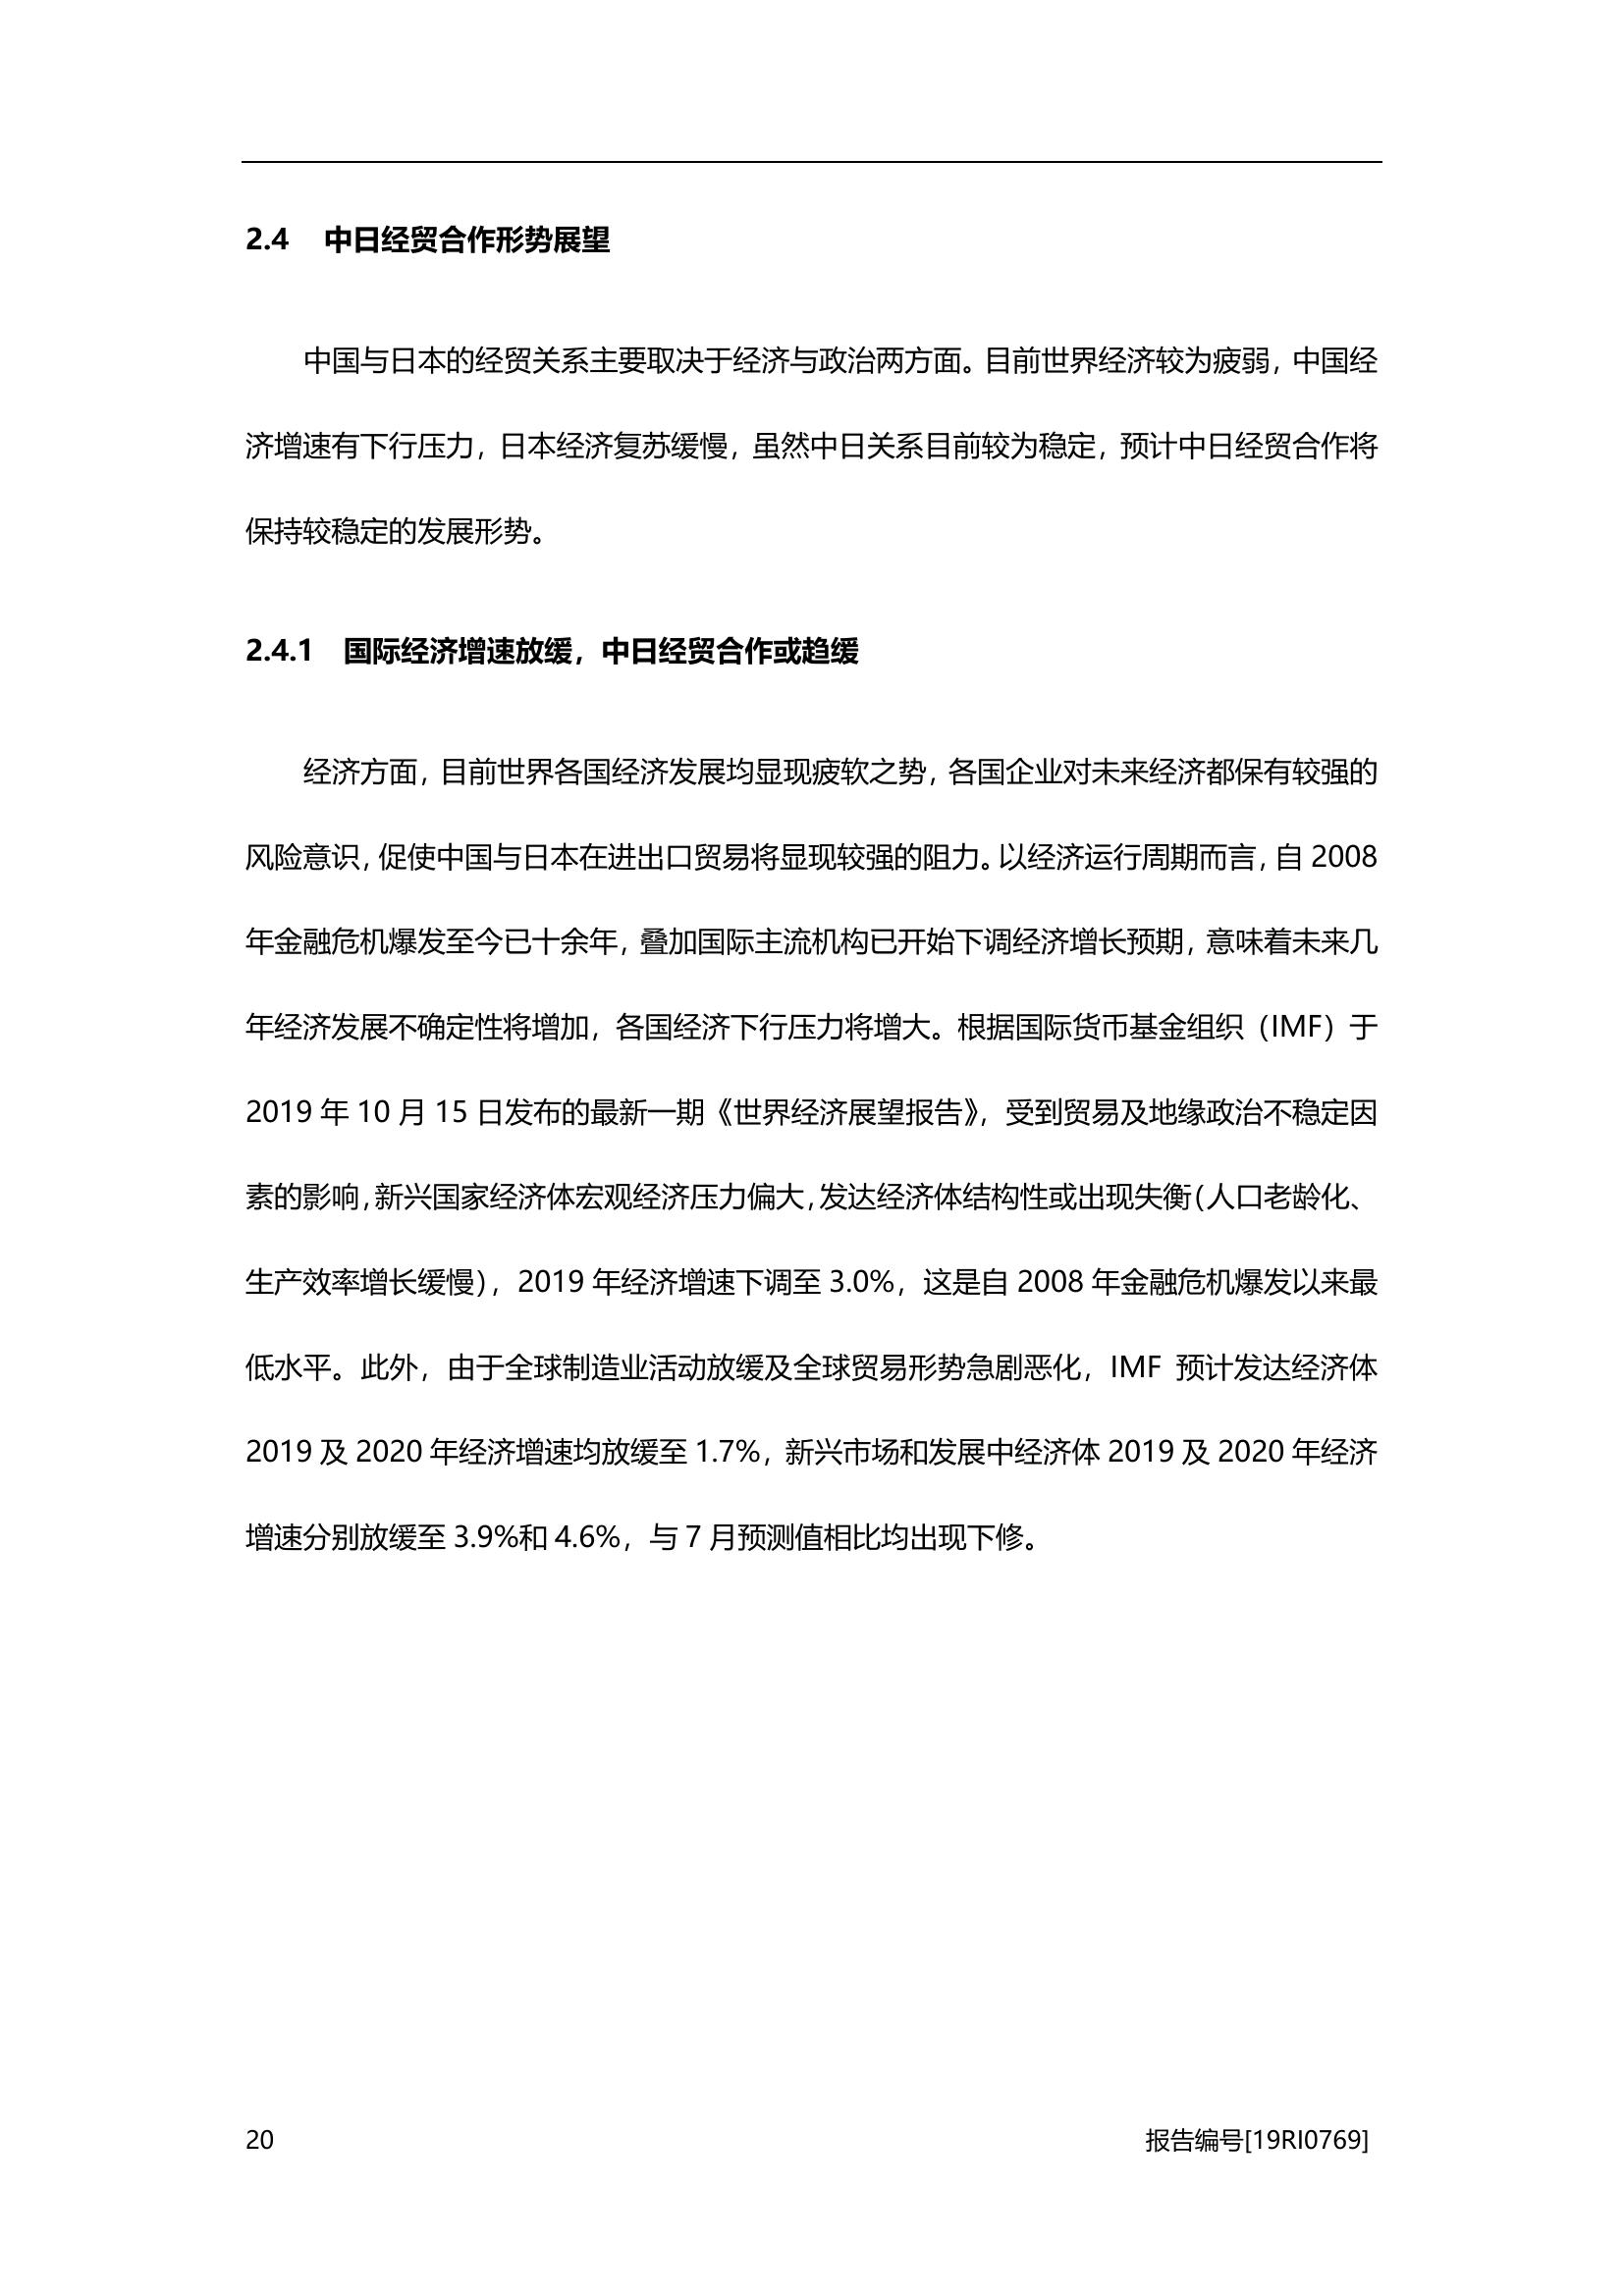 2.4 中日经贸合作形势展望
中国与日本的经贸关系主要取决于经济与政治两方面。目前世界经济较为疲弱，中国经
济增速有下行压力，日本经济复苏缓慢，虽然中日关系目前较为稳定，预计中日经贸合作将
保持较稳定的发展形势。
2.4.1 国际经济增速放缓，中日经贸合作或趋缓
经济方面，目前世界各国经济发展均显现疲软之势，各国企业对未来经济都保有较强的
风险意识，促使中国与日本在进出口贸易将显现较强的阻力。以经济运行周期而言，自 2008
年金融危机爆发至今已十余年，叠加国际主流机构已开始下调经济增长预期，意味着未来几
年经济发展不确定性将增加，各国经济下行压力将增大。根据国际货币基金组织（IMF）于
2019 年 10 月 15 日发布的最新一期《世界经济展望报告》，受到贸易及地缘政治不稳定因
素的影响，新兴国家经济体宏观经济压力偏大，发达经济体结构性或出现失衡（人口老龄化、
生产效率增长缓慢），2019 年经济增速下调至 3.0%，这是自 2008 年金融危机爆发以来最
低水平。此外，由于全球制造业活动放缓及全球贸易形势急剧恶化，IMF 预计发达经济体
2019 及 2020 年经济增速均放缓至 1.7%，新兴市场和发展中经济体 2019 及 2020 年经济
增速分别放缓至 3.9%和 4.6%，与 7 月预测值相比均出现下修。
20 报告编号[19RI0769]